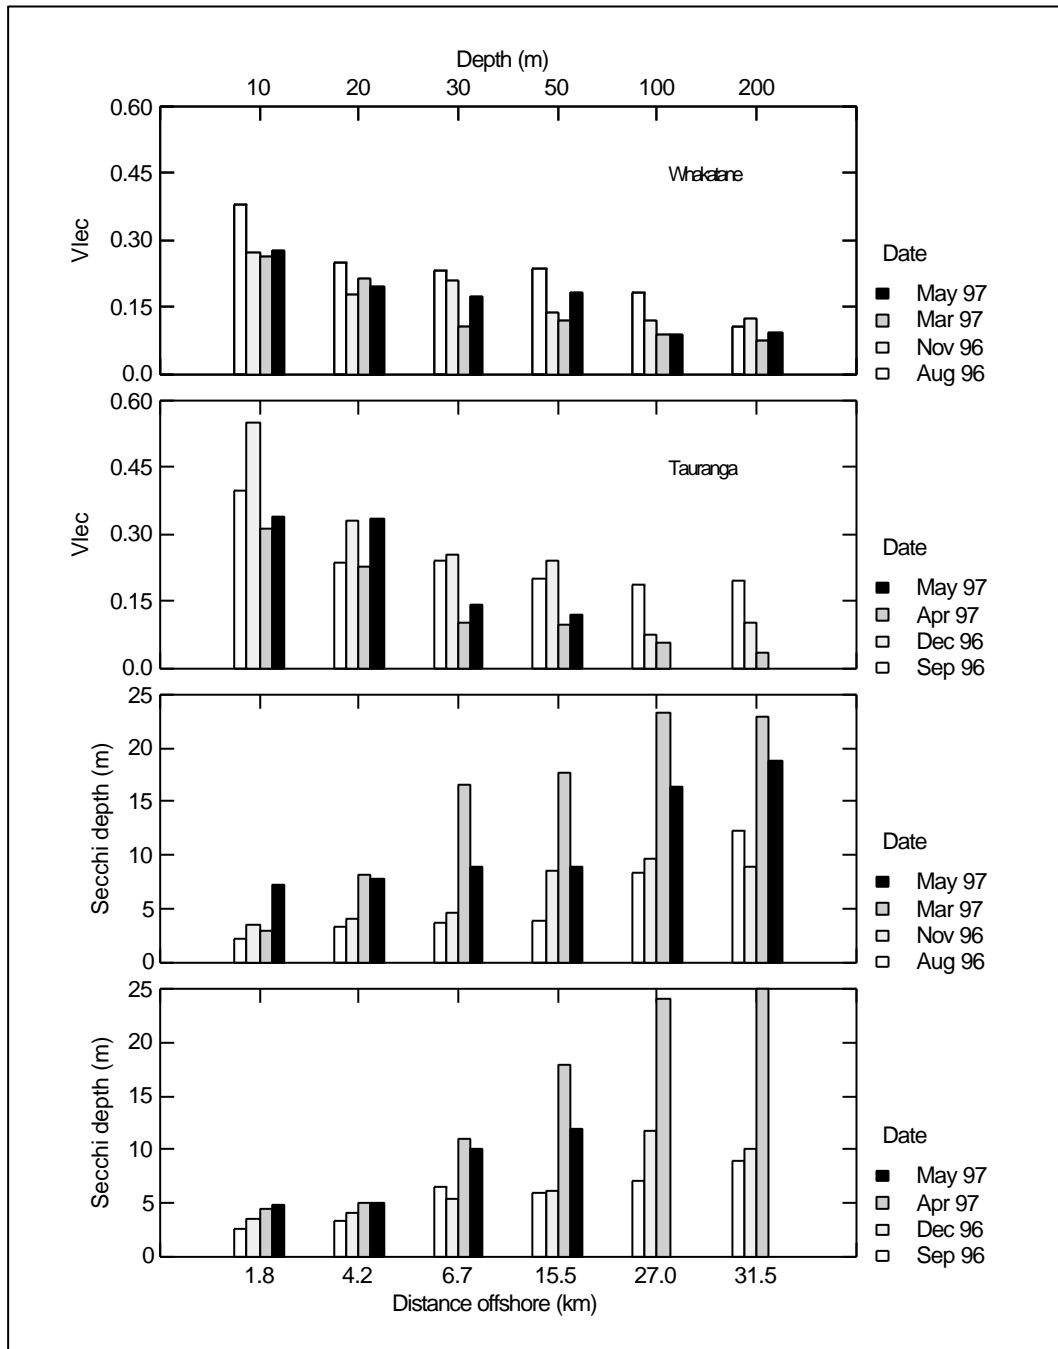 Depth (m)
10 20 30 50 100 200
0.60
0.45
0.30
0.15
0.0
VIec
Whakatane
Date
May 97
Mar 97
Nov 96
Aug 96
0.60
0.45
0.30
0.15
0.0
VIec
Tauranga
Date
May 97
Apr 97
Dec 96
Sep 96
25
20
15
10
5
0
Secchi depth (m)
Date
May 97
Mar 97
Nov 96
Aug 96
25
20
15
10
5
0
Secchi depth (m)
Date
May 97
Apr 97
Dec 96
Sep 96
1.8 4.2 6.7 15.5 27.0 31.5
Distance offshore (km)